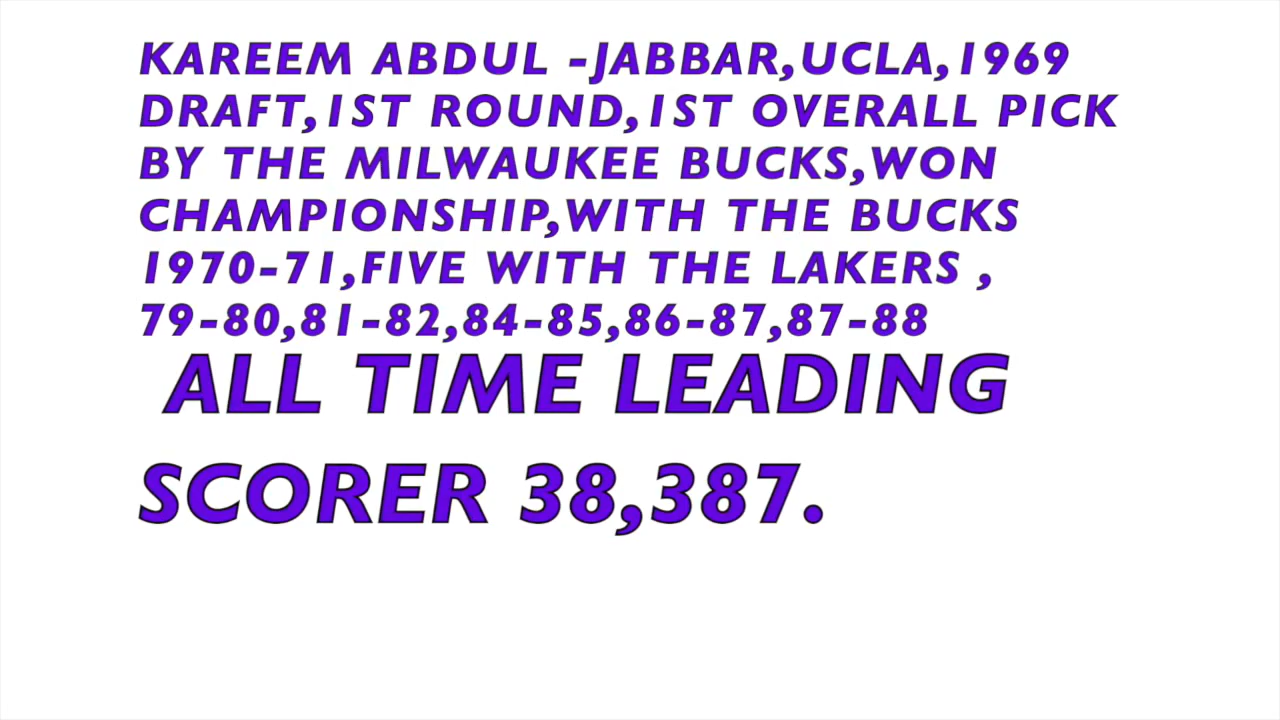 KAREEM ABDUL -JABBAR,UCLA,1969
DRAFT,1ST ROUND,1ST OVERALL PICK
BY THE MILWAUKEE BUCKS,WON
CHAMPIONSHIP,WITH THE BUCKS
1970-71,FIVE WITH THE LAKERS ,
79-80,81-82,84-85,86-87,87-88
ALL TIME LEADING
SCORER 38,387.